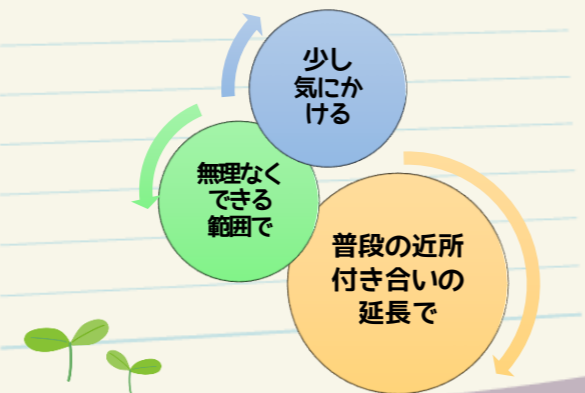 少し
気にか
ける
無理なく
できる
範囲で
普段の近所
付き合いの
延長で